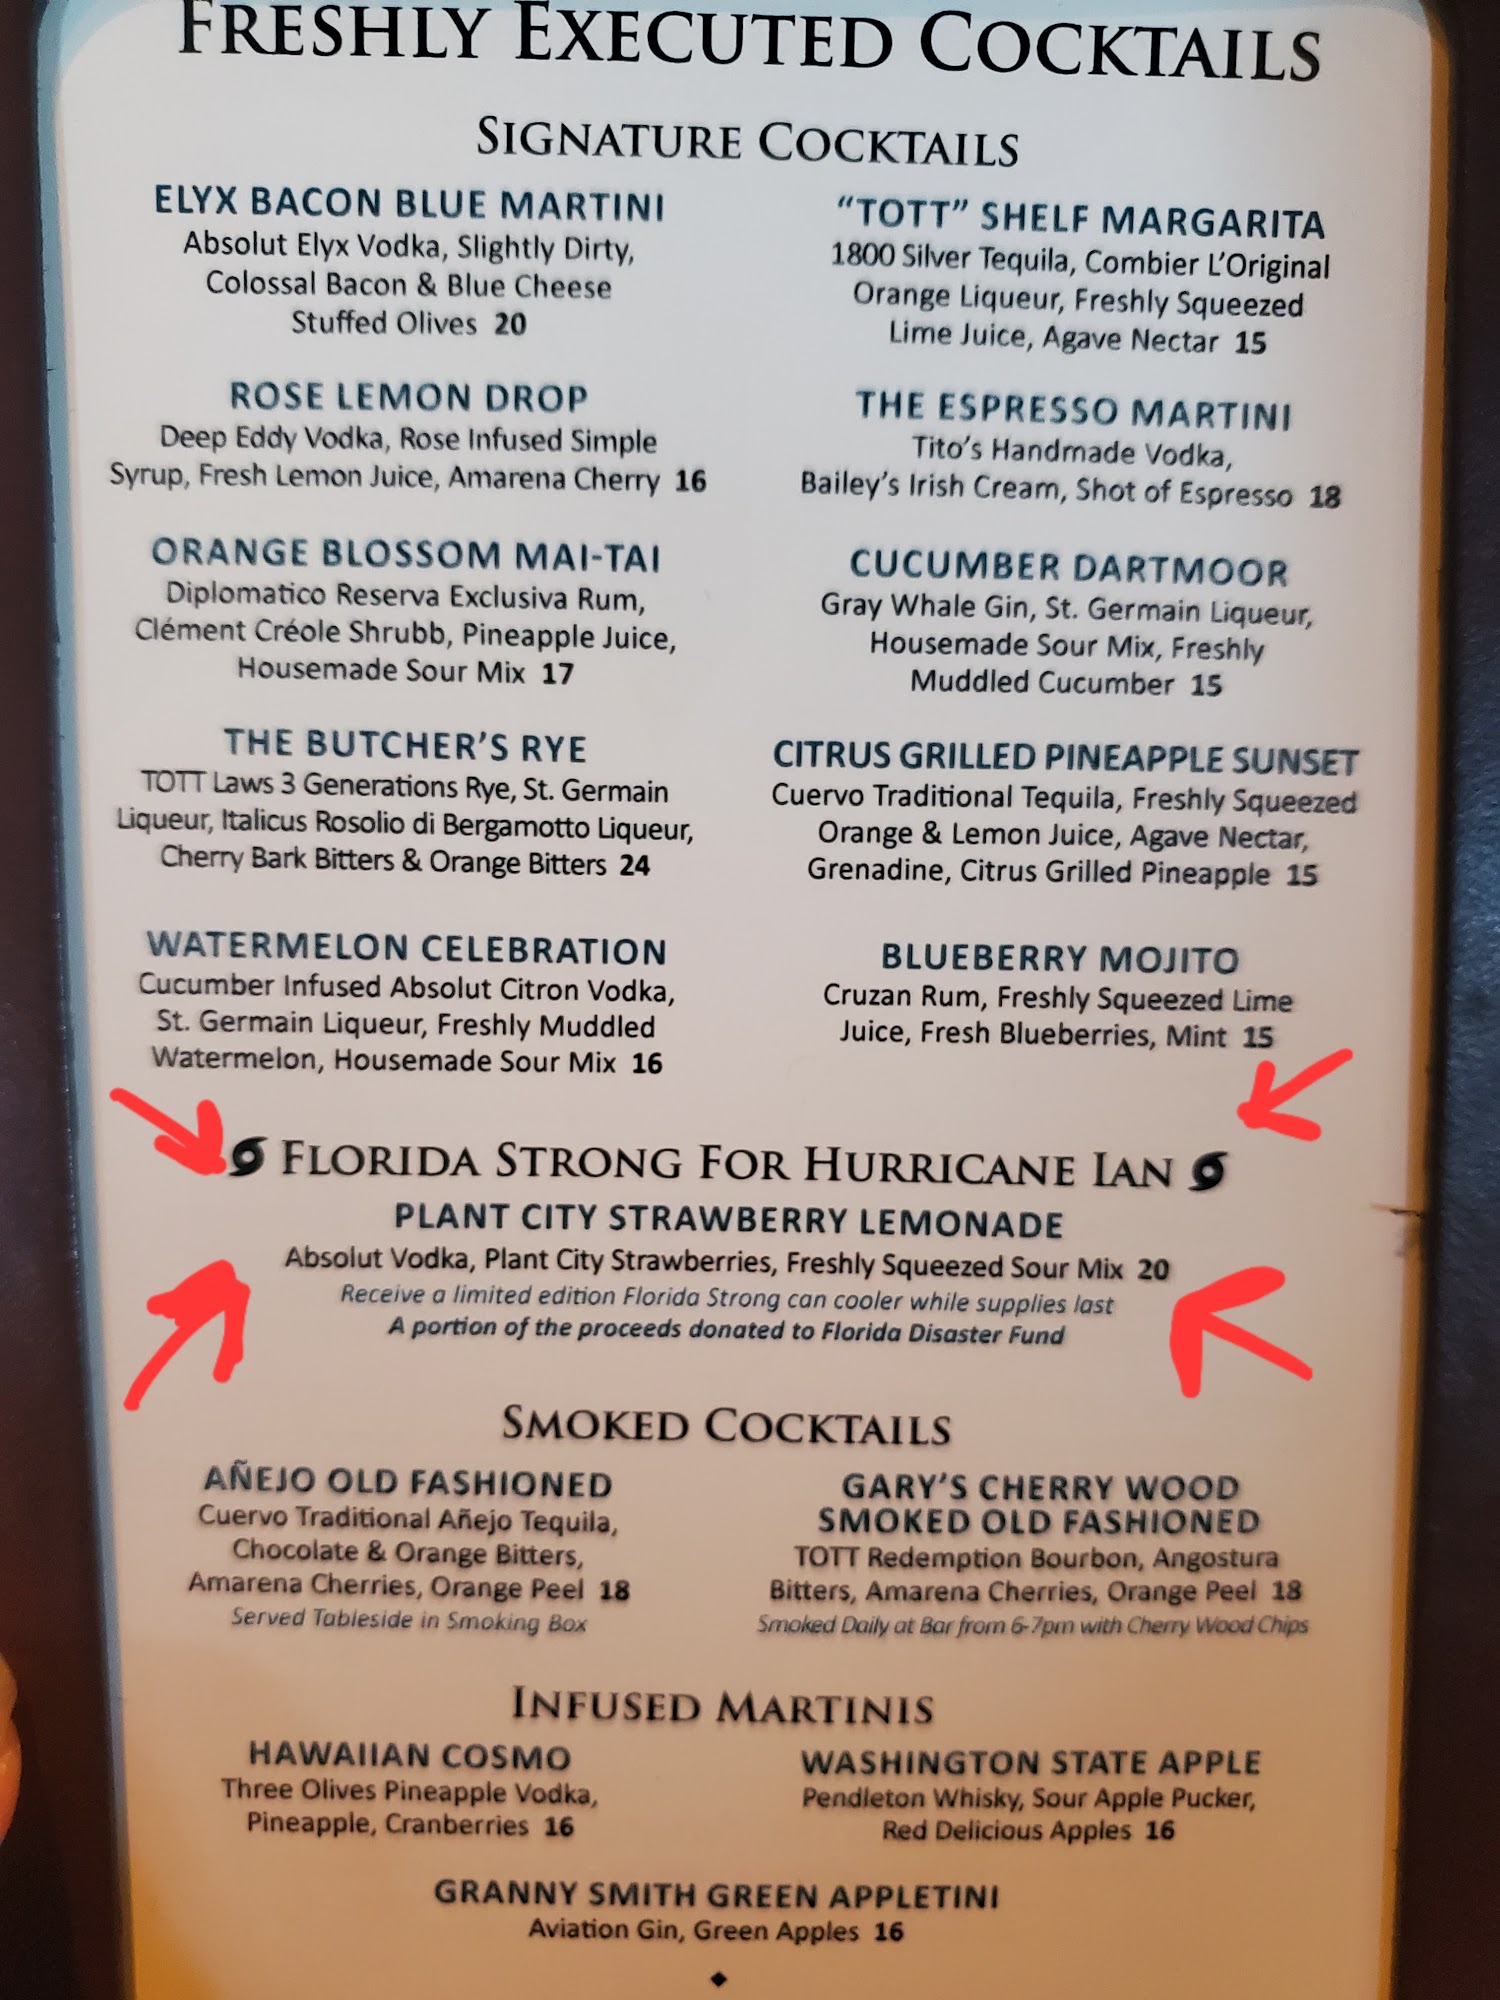 FRESHLY EXECUTED COCKTAILS
SIGNATURE COCKTAILS
ELYX BACON BLUE MARTINI
Absolut Elyx Vodka, Slightly Dirty,
Colossal Bacon & Blue Cheese
Stuffed Olives 20
"TOTT" SHELF MARGARITA
1800 Silver Tequila, Combier L'Original
Orange Liqueur, Freshly Squeezed
Lime Juice, Agave Nectar 15
ROSE LEMON DROP
Deep Eddy Vodka, Rose Infused Simple
Syrup, Fresh Lemon Juice, Amarena Cherry 16
THE ESPRESSO MARTINI
Tito's Handmade Vodka,
Bailey's Irish Cream, Shot of Espresso 18
ORANGE BLOSSOM MAI-TAI
Diplomatico Reserva Exclusiva Rum,
Clément Créole Shrubb, Pineapple Juice,
Housemade Sour Mix 17
CUCUMBER DARTMOOR
Gray Whale Gin, St. Germain Liqueur,
Housemade Sour Mix, Freshly
Muddled Cucumber 15
THE BUTCHER'S RYE
TOTT Laws 3 Generations Rye, St. Germain
Liqueur, Italicus Rosolio di Bergamotto Liqueur,
Cherry Bark Bitters & Orange Bitters 24
CITRUS GRILLED PINEAPPLE SUNSET
Cuervo Traditional Tequila, Freshly Squeezed
Orange & Lemon Juice, Agave Nectar,
Grenadine, Citrus Grilled Pineapple 15
WATERMELON CELEBRATION
Cucumber Infused Absolut Citron Vodka,
St. Germain Liqueur, Freshly Muddled
Watermelon, Housemade Sour Mix 16
BLUEBERRY MOJITO
Cruzan Rum, Freshly Squeezed Lime
Juice, Fresh Blueberries, Mint 15
FLORIDA STRONG FOR HURRICANE IAN
PLANT CITY STRAWBERRY LEMONADE
Absolut Vodka, Plant City Strawberries, Freshly Squeezed Sour Mix 20
Receive a limited edition Florida Strong can cooler while supplies last
A portion of the proceeds donated to Florida Disaster Fund
SMOKED COCKTAILS
AÑEJO OLD FASHIONED
Cuervo Traditional Añejo Tequila,
Chocolate & Orange Bitters,
Amarena Cherries, Orange Peel 18
Served Tableside in Smoking Box
GARY'S CHERRY WOOD
SMOKED OLD FASHIONED
TOTT Redemption Bourbon, Angostura
Bitters, Amarena Cherries, Orange Peel 18
Smoked Daily at Bar from 6-7pm with Cherry Wood Chips
INFUSED MARTINIS
HAWAIIAN COSMO
Three Olives Pineapple Vodka,
Pineapple, Cranberries 16
WASHINGTON STATE APPLE
Pendleton Whisky, Sour Apple Pucker,
Red Delicious Apples 16
GRANNY SMITH GREEN APPLETINI
Aviation Gin, Green Apples 16